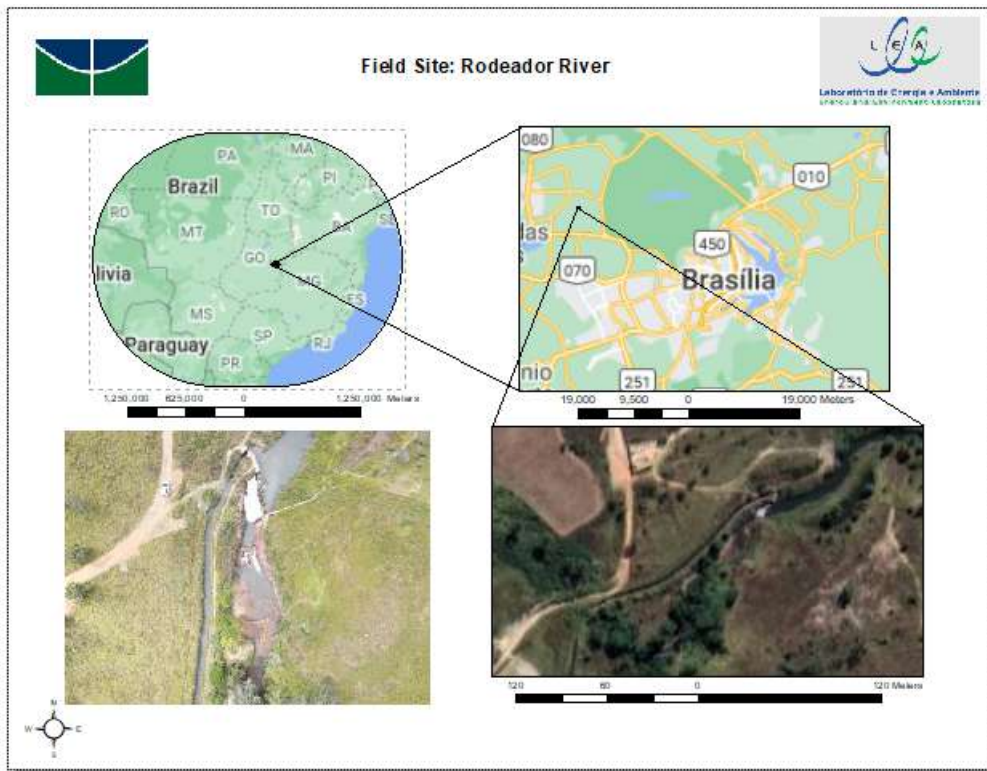 Field Site: Rodeador River
L E A
Laboratório de Energia e Ambiente
PA
MA
Brazil
PI
TO
RO
MT
BA
GO
livia
MG
ES
MS
SP
RJ
Paraguay
PR
080
010
das
450
070
Brasília
nio
251
251
1,250,000 625,000 0 1,250,000 Meters
19,000 9,500 0 19,000 Meters
120 60 0 120 Meters
N
W E
S